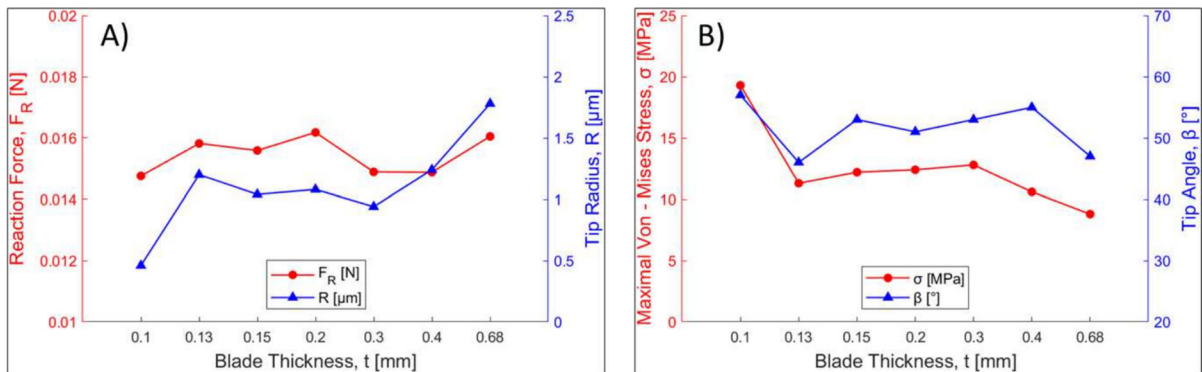 A)
Reaction Force, F_R [N]
0.02
0.018
0.016
0.014
0.012
0.01
2.5
2
1.5
1
0.5
0
Tip Radius, R [μm]
F_R [N]
R [μm]
0.1 0.13 0.15 0.2 0.3 0.4 0.68
Blade Thickness, t [mm]
B)
Maximal Von - Mises Stress, σ [MPa]
25
20
15
10
5
0
70
60
50
40
30
20
Tip Angle, β [°]
σ [MPa]
β [°]
0.1 0.13 0.15 0.2 0.3 0.4 0.68
Blade Thickness, t [mm]